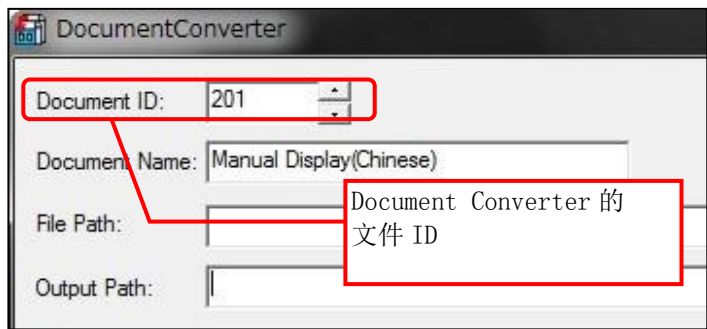 DocumentConverter
Document ID: 201
Document Name: Manual Display(Chinese)
File Path:
Document Converter 的
文件 ID
Output Path: